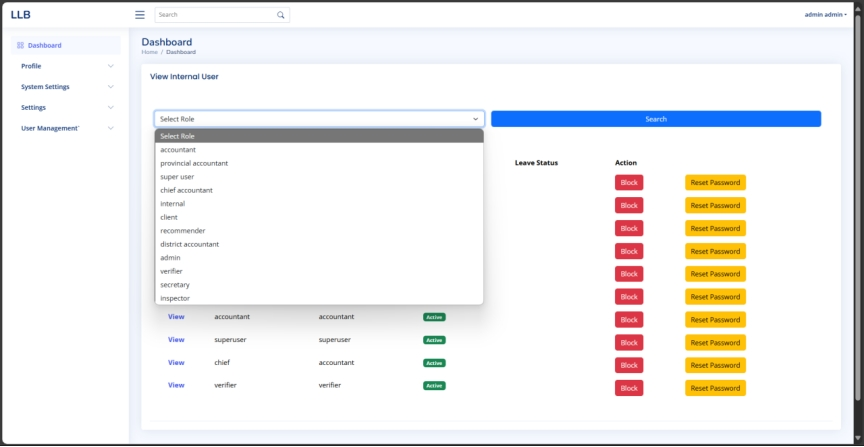 LLB
Search
admin admin
Dashboard
Profile
System Settings
Settings
User Management`
Dashboard
Home / Dashboard
View Internal User
Select Role
Search
Select Role
accountant
provincial accountant
super user
chief accountant
internal
client
recommender
district accountant
admin
verifier
secretary
inspector
Leave Status Action
Block Reset Password
Block Reset Password
Block Reset Password
Block Reset Password
Block Reset Password
Block Reset Password
View accountant accountant Active Block Reset Password
View superuser superuser Active Block Reset Password
View chief accountant Active Block Reset Password
View verifier verifier Active Block Reset Password